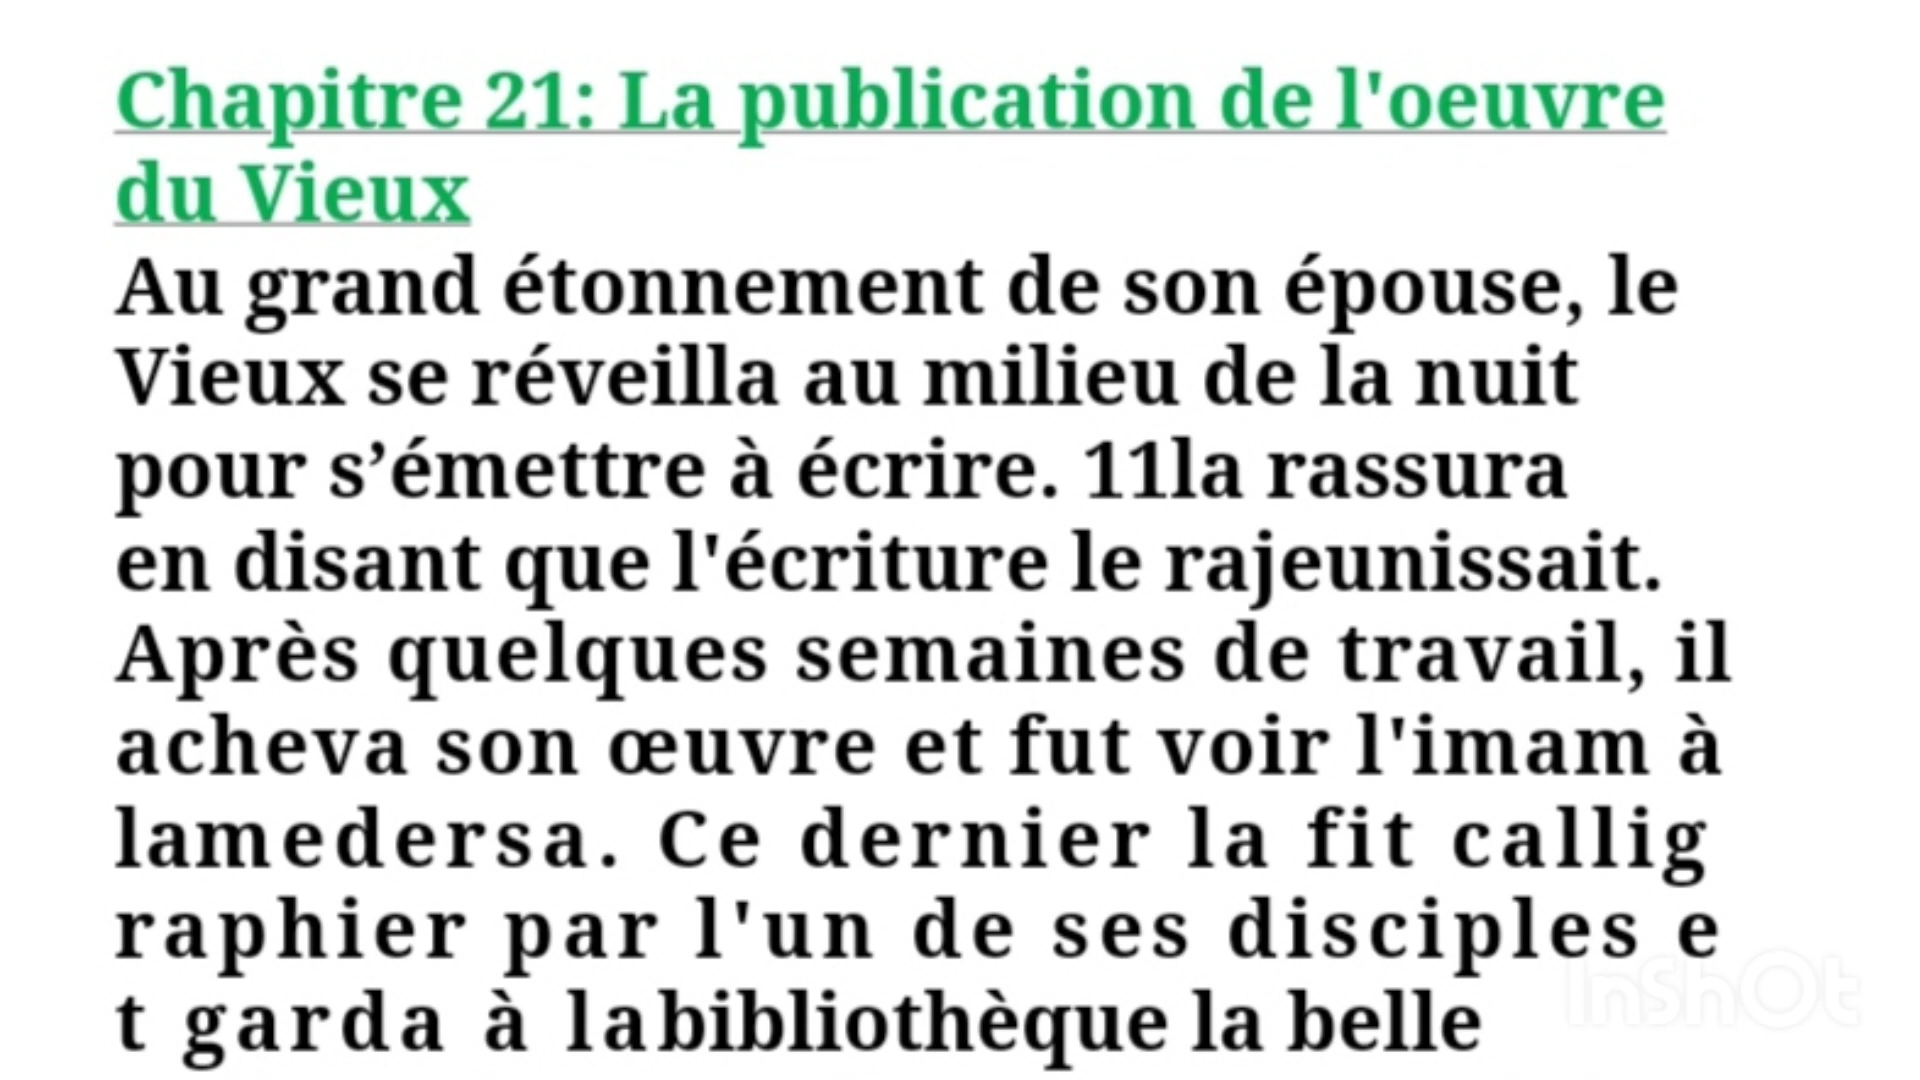 Chapitre 21: La publication de l'oeuvre
du Vieux
Au grand étonnement de son épouse, le
Vieux se réveilla au milieu de la nuit
pour s’émettre à écrire. 11la rassura
en disant que l'écriture le rajeunissait.
Après quelques semaines de travail, il
acheva son œuvre et fut voir l'imam à
lamedersa. Ce dernier la fit callig
raphier par l'un de ses disciples e
t garda à labibliothèque la belle
InShOt